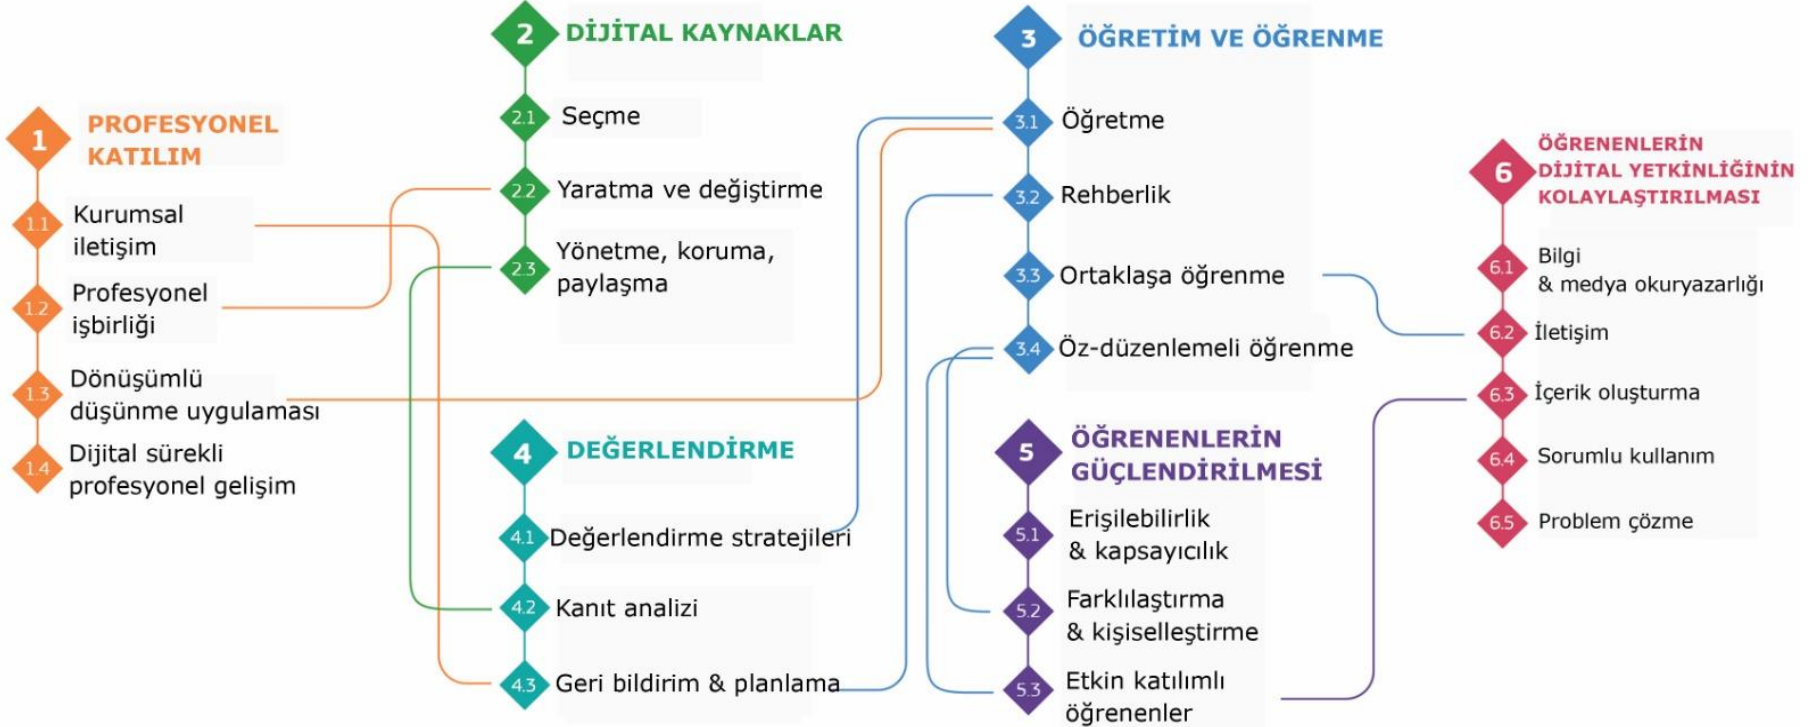 1
PROFESYONEL
KATILIM
1.1
Kurumsal
iletişim
1.2
Profesyonel
işbirliği
1.3
Dönüşümlü
düşünme uygulaması
1.4
Dijital sürekli
profesyonel gelişim
2
DİJİTAL KAYNAKLAR
2.1
Seçme
2.2
Yaratma ve değiştirme
2.3
Yönetme, koruma,
paylaşma
3
ÖĞRETİM VE ÖĞRENME
3.1
Öğretme
3.2
Rehberlik
3.3
Ortaklaşa öğrenme
3.4
Öz-düzenlemeli öğrenme
4
DEĞERLENDİRME
4.1
Değerlendirme stratejileri
4.2
Kanıt analizi
4.3
Geri bildirim & planlama
5
ÖĞRENENLERİN
GÜÇLENDİRİLMESİ
5.1
Erişilebilirlik
& kapsayıcılık
5.2
Farklılaştırma
& kişiselleştirme
5.3
Etkin katılımlı
öğrenenler
6
ÖĞRENENLERİN
DİJİTAL YETKİNLİĞİNİN
KOLAYLAŞTIRILMASI
6.1
Bilgi
& medya okuryazarlığı
6.2
İletişim
6.3
İçerik oluşturma
6.4
Sorumlu kullanım
6.5
Problem çözme